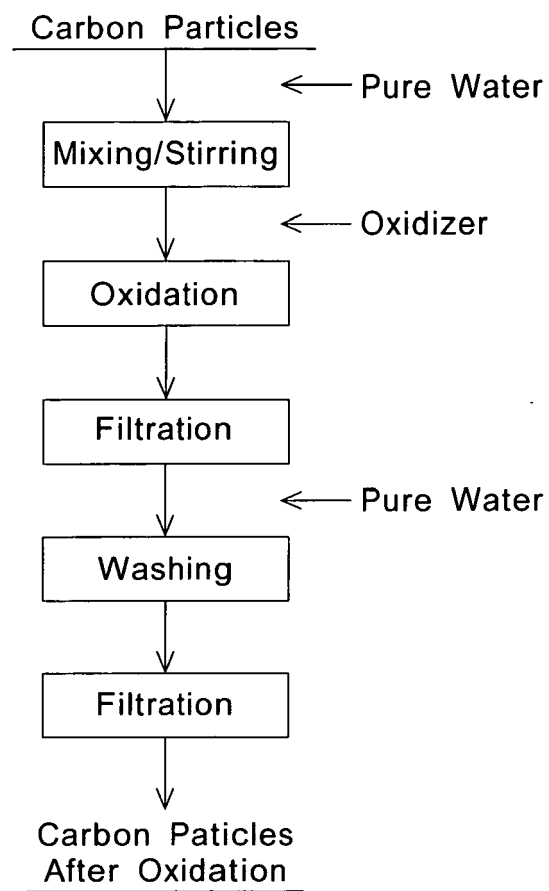 Carbon Particles
Pure Water
Mixing/Stirring
Oxidizer
Oxidation
Filtration
Pure Water
Washing
Filtration
Carbon Paticles
After Oxidation